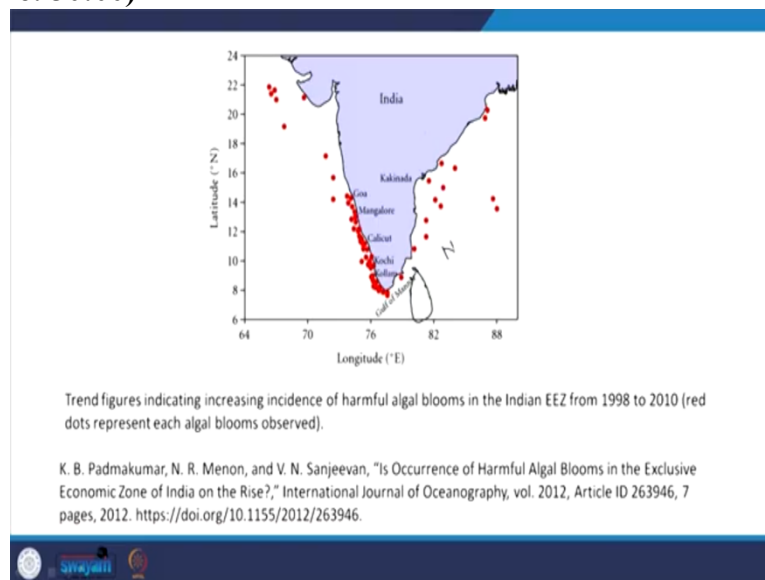 24
22
20
18
16
14
12
10
8
6
Latitude (°N)
India
Kakinada
Goa
Mangalore
Calicut
Kochi
Kollam
Gulf of Mannar
N
64 70 76 82 88
Longitude (°E)
Trend figures indicating increasing incidence of harmful algal blooms in the Indian EEZ from 1998 to 2010 (red
dots represent each algal blooms observed).
K. B. Padmakumar, N. R. Menon, and V. N. Sanjeevan, “Is Occurrence of Harmful Algal Blooms in the Exclusive
Economic Zone of India on the Rise?,” International Journal of Oceanography, vol. 2012, Article ID 263946, 7
pages, 2012. https://doi.org/10.1155/2012/263946.
swayam